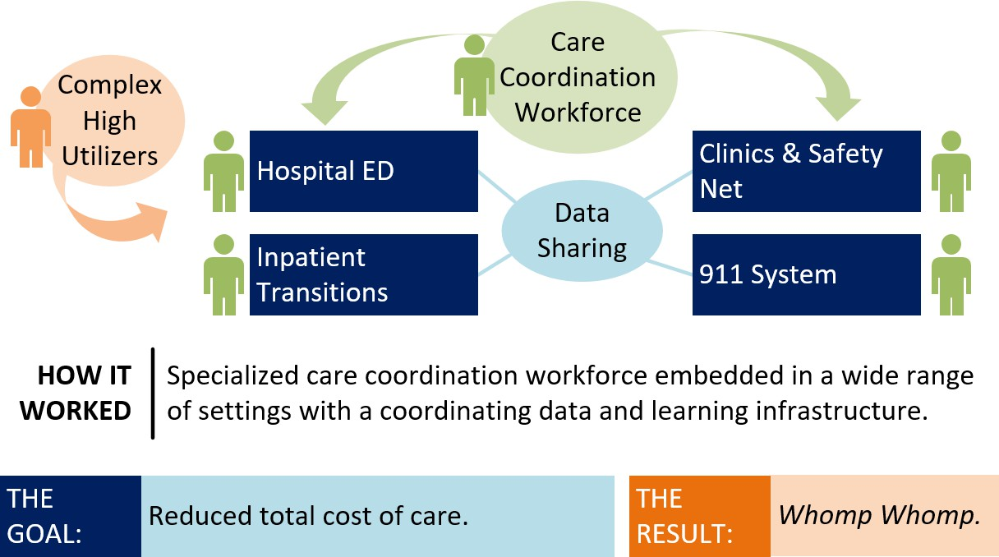 Care
Coordination
Workforce
Complex
High
Utilizers
Hospital ED
Clinics & Safety
Net
Data
Sharing
Inpatient
Transitions
911 System
HOW IT
WORKED
Specialized care coordination workforce embedded in a wide range
of settings with a coordinating data and learning infrastructure.
THE
GOAL:
Reduced total cost of care.
THE
RESULT:
Whomp Whomp.